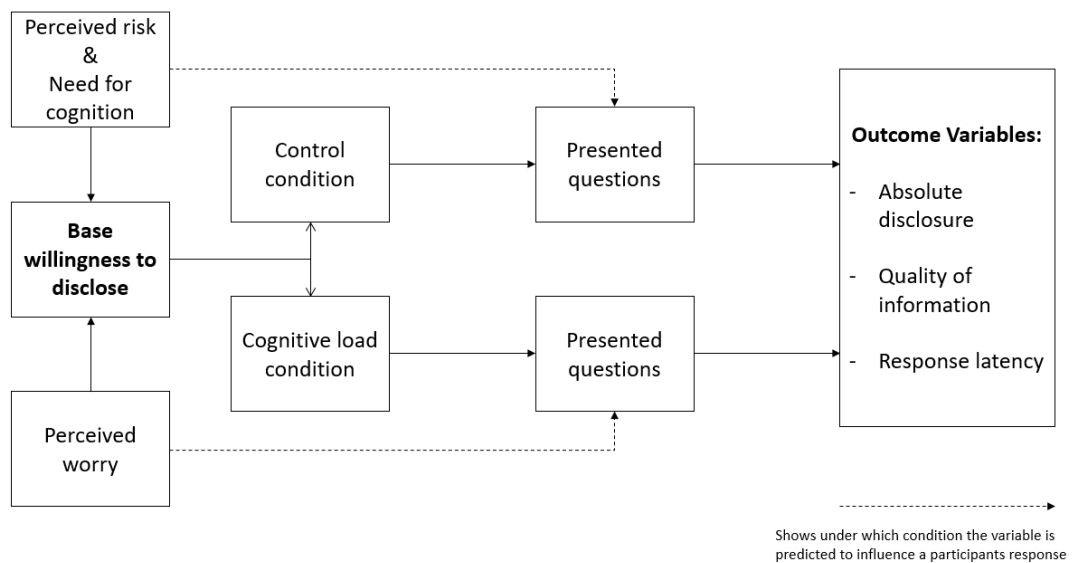 Perceived risk
&
Need for
cognition
Base
willingness to
disclose
Perceived
worry
Control
condition
Cognitive load
condition
Presented
questions
Presented
questions
Outcome Variables:
- Absolute
disclosure
- Quality of
information
- Response latency
Shows under which condition the variable is
predicted to influence a participants response